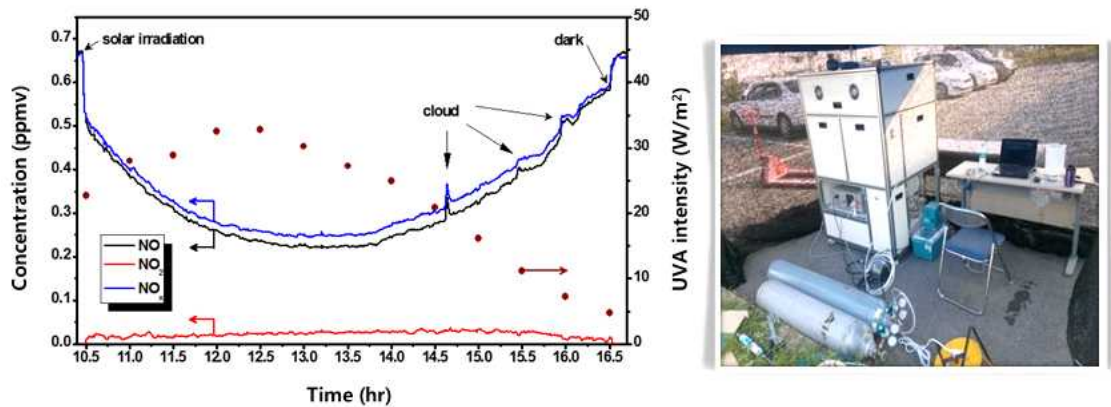 0.7
0.6
0.5
0.4
0.3
0.2
0.1
0.0
Concentration (ppmv)
solar irradiation
dark
cloud
NO
NO2
NOx
50
40
30
20
10
0
UVA intensity (W/m²)
10.5 11.0 11.5 12.0 12.5 13.0 13.5 14.0 14.5 15.0 15.5 16.0 16.5
Time (hr)